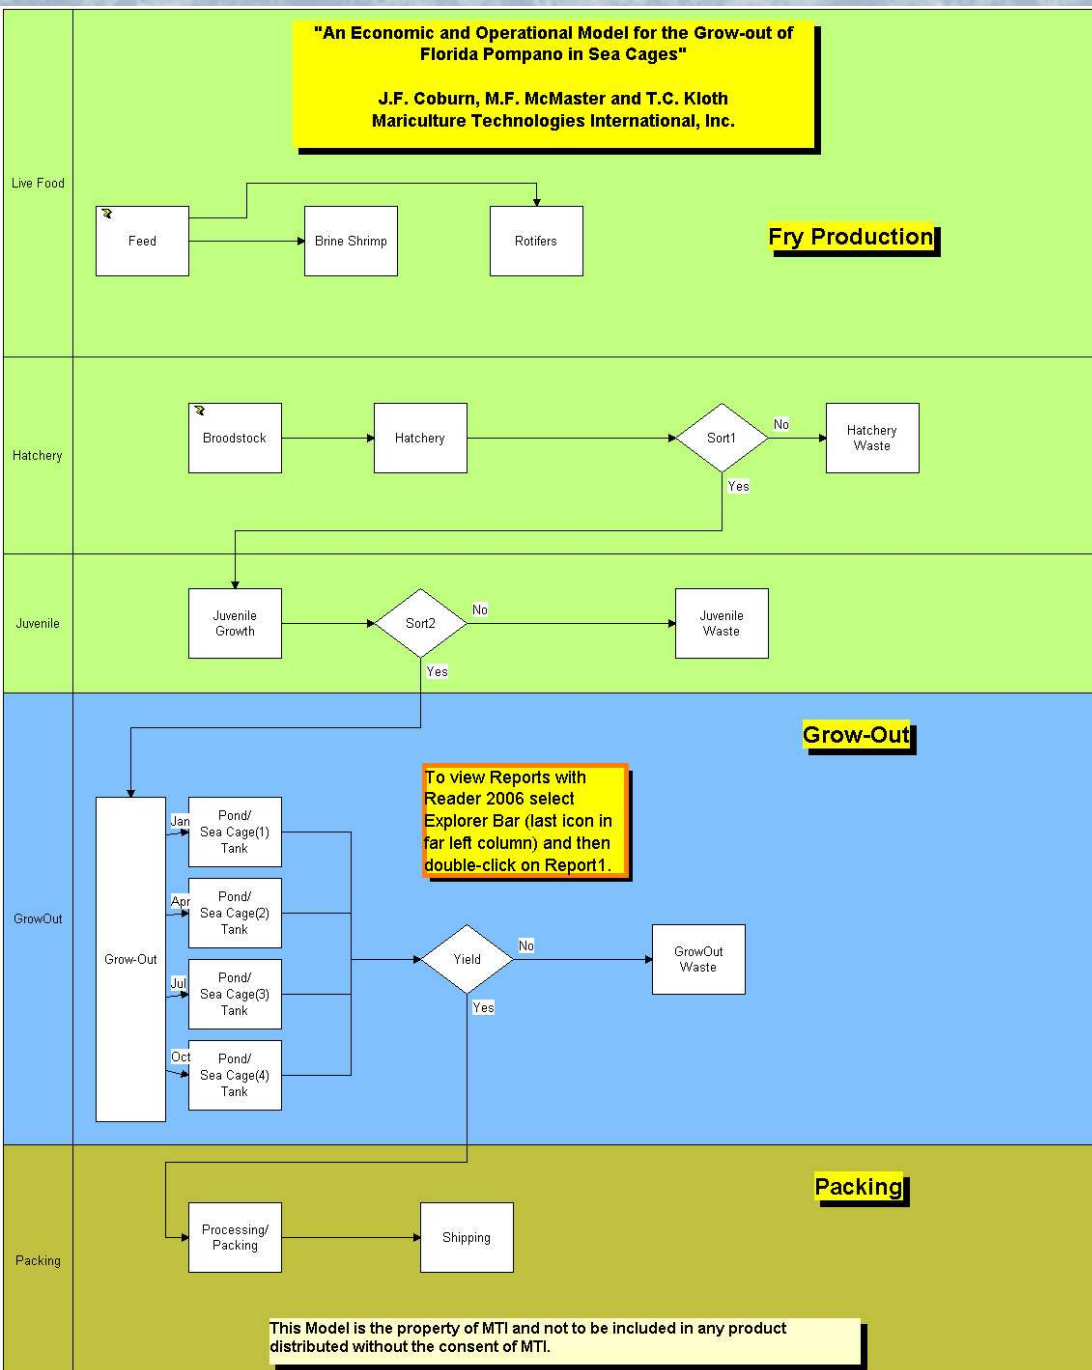 "An Economic and Operational Model for the Grow-out of
Florida Pompano in Sea Cages"
J.F. Coburn, M.F. McMaster and T.C. Kloth
Mariculture Technologies International, Inc.
Live Food
Feed
Brine Shrimp
Rotifers
Fry Production
Hatchery
Broodstock
Hatchery
Sort1
No
Hatchery
Waste
Yes
Juvenile
Juvenile
Growth
Sort2
No
Juvenile
Waste
Yes
Grow-Out
To view Reports with
Reader 2006 select
Explorer Bar (last icon in
far left column) and then
double-click on Report1.
GrowOut
Grow-Out
Jan
Pond/
Sea Cage(1)
Tank
Apr
Pond/
Sea Cage(2)
Tank
Jul
Pond/
Sea Cage(3)
Tank
Oct
Pond/
Sea Cage(4)
Tank
Yield
No
GrowOut
Waste
Yes
Packing
Packing
Processing/
Packing
Shipping
This Model is the property of MTI and not to be included in any product
distributed without the consent of MTI.